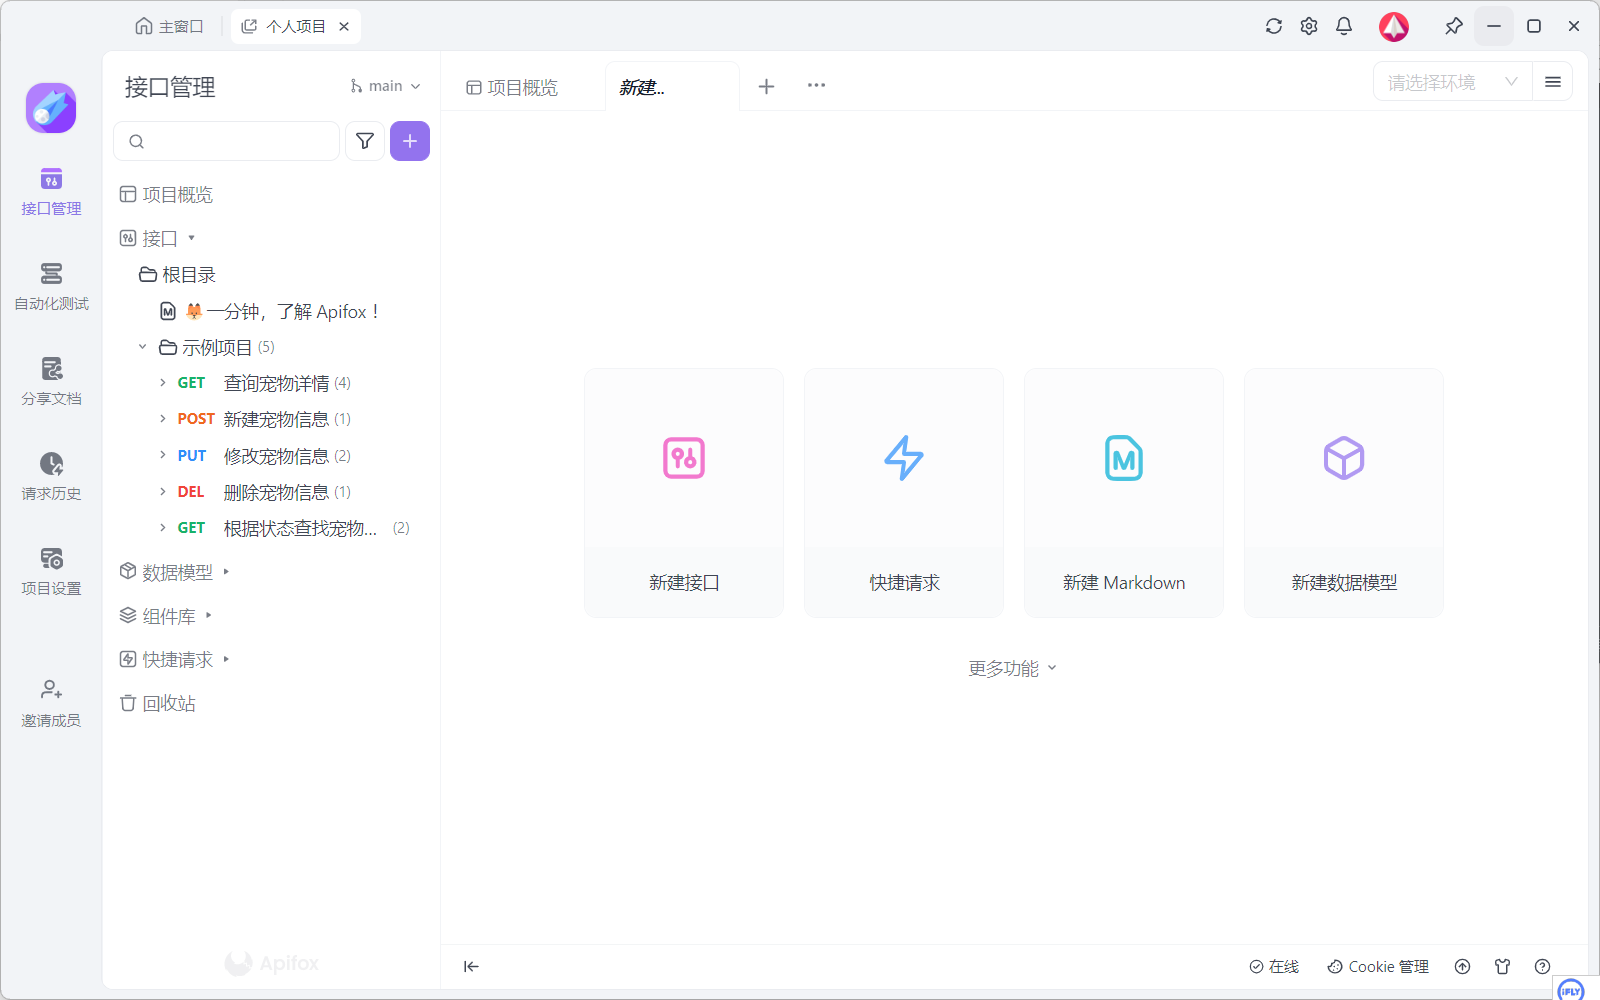 主窗口
个人项目
接口管理
main
项目概览
新建...
请选择环境
接口管理
自动化测试
分享文档
请求历史
项目设置
邀请成员
项目概览
接口
根目录
🦊 一分钟，了解 Apifox！
示例项目 (5)
GET 查询宠物详情 (4)
POST 新建宠物信息 (1)
PUT 修改宠物信息 (2)
DEL 删除宠物信息 (1)
GET 根据状态查找宠物... (2)
数据模型
组件库
快捷请求
回收站
Apifox
新建接口
快捷请求
新建 Markdown
新建数据模型
更多功能
在线
Cookie 管理
iFLY